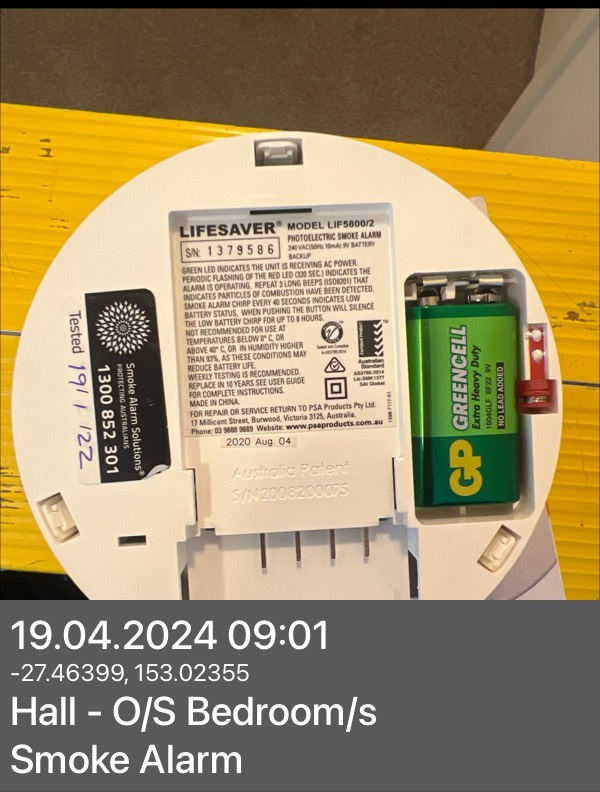 LIFESAVER® MODEL LIF5800/2
S/N: 1379586
PHOTOELECTRIC SMOKE ALARM
240 VAC(50Hz, 10mA) 9V BATTERY
BACKUP
GREEN LED INDICATES THE UNIT IS RECEIVING AC POWER.
PERIODIC FLASHING OF THE RED LED (320 SEC.) INDICATES THE
ALARM IS OPERATING. REPEAT 3 LONG BEEPS (ISO8201) THAT
INDICATES PARTICLES OF COMBUSTION HAVE BEEN DETECTED.
SMOKE ALARM CHIRP EVERY 40 SECONDS INDICATES LOW
BATTERY STATUS, WHEN PUSHING THE BUTTON WILL SILENCE
THE LOW BATTERY CHIRP FOR UP TO 8 HOURS.
NOT RECOMMENDED FOR USE AT
TEMPERATURES BELOW 0° C, OR
ABOVE 40° C, OR IN HUMIDITY HIGHER
THAN 93%, AS THESE CONDITIONS MAY
REDUCE BATTERY LIFE.
WEEKLY TESTING IS RECOMMENDED.
REPLACE IN 10 YEARS.SEE USER GUIDE
FOR COMPLETE INSTRUCTIONS.
MADE IN CHINA.
Australian
Standard
AS3786:2014
SAI Global
FOR REPAIR OR SERVICE RETURN TO PSA Products Pty Ltd.
17 Millicent Street, Burwood, Victoria 3125, Australia.
Phone: 03 9888 9889 Website: www.psaproducts.com.au
2020 Aug. 04
Australia Patent
S/N2008200075
Smoke Alarm Solutions®
PROTECTING AUSTRALIANS
1300 852 301
Tested 19/1/22
GP GREENCELL
Extra Heavy Duty
1604GLF 6F22 9V
NO LEAD ADDED
19.04.2024 09:01
-27.46399, 153.02355
Hall - O/S Bedroom/s
Smoke Alarm